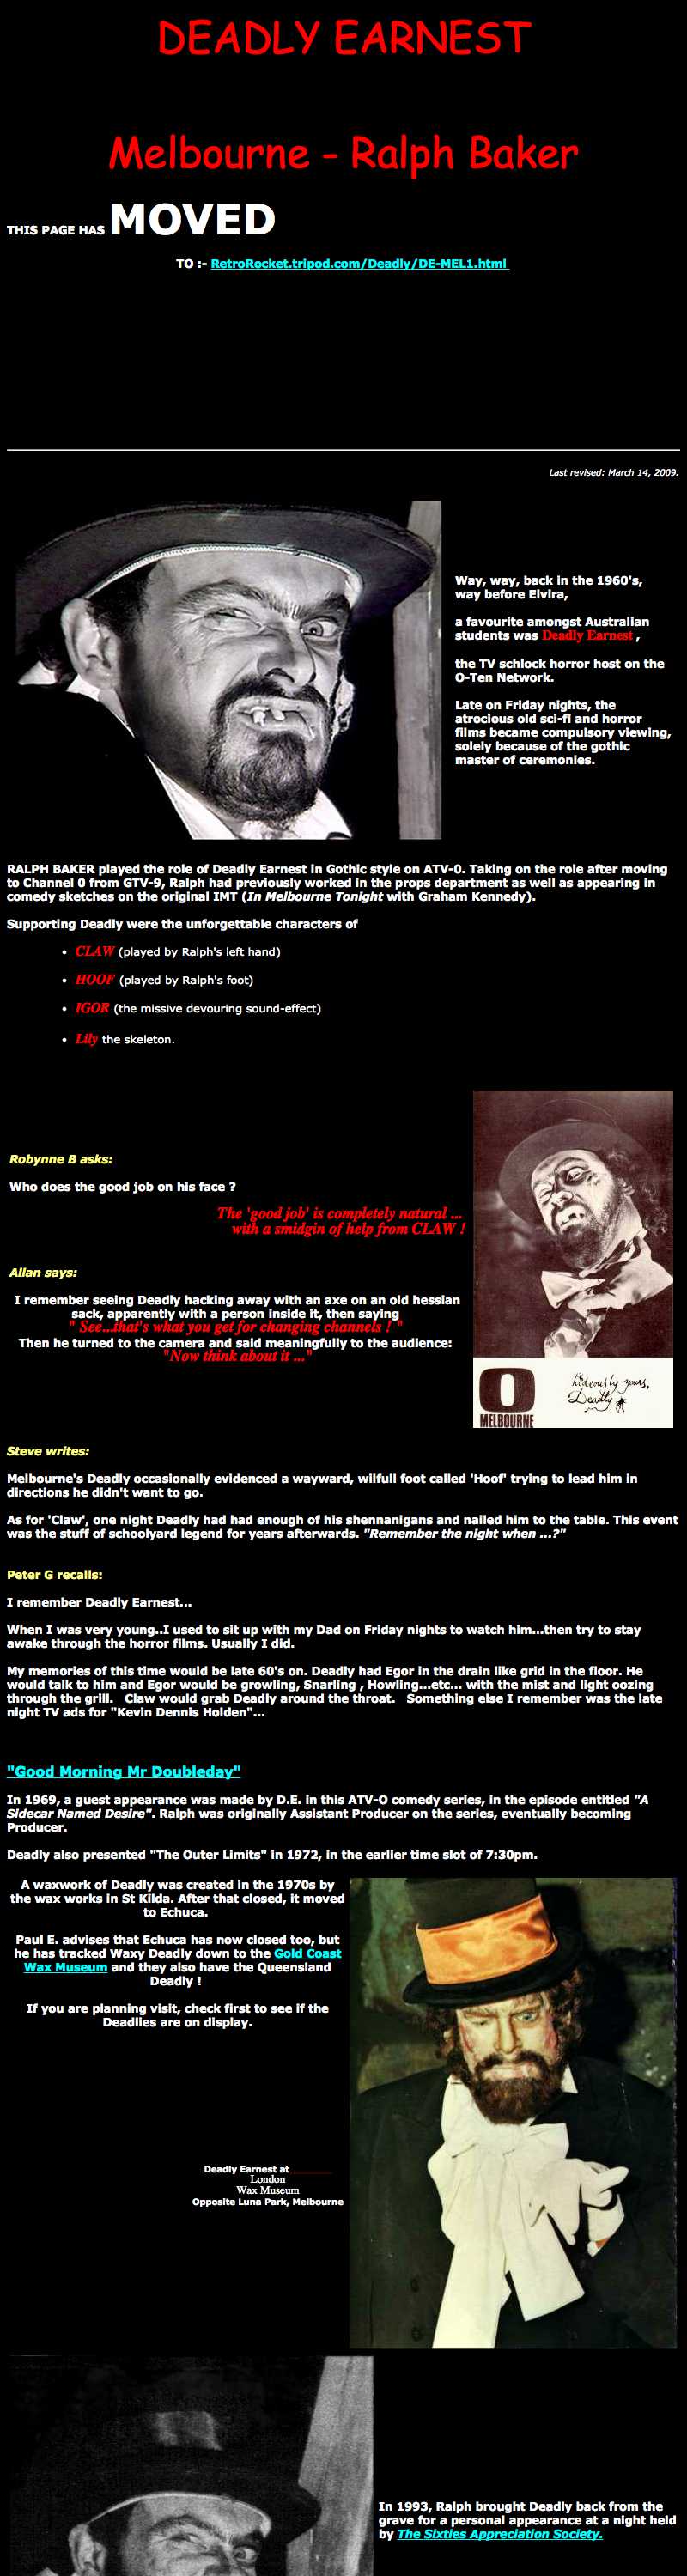 DEADLY EARNEST
Melbourne - Ralph Baker
THIS PAGE HAS MOVED
TO :- RetroRocket.tripod.com/Deadly/DE-MEL1.html
Last revised: March 14, 2009.
Way, way, back in the 1960's,
way before Elvira,
a favourite amongst Australian
students was Deadly Earnest ,
the TV schlock horror host on the
O-Ten Network.
Late on Friday nights, the
atrocious old sci-fi and horror
films became compulsory viewing,
solely because of the gothic
master of ceremonies.
RALPH BAKER played the role of Deadly Earnest in Gothic style on ATV-0. Taking on the role after moving
to Channel 0 from GTV-9, Ralph had previously worked in the props department as well as appearing in
comedy sketches on the original IMT (In Melbourne Tonight with Graham Kennedy).
Supporting Deadly were the unforgettable characters of
• CLAW (played by Ralph's left hand)
• HOOF (played by Ralph's foot)
• IGOR (the missive devouring sound-effect)
• Lily the skeleton.
Robynne B asks:
Who does the good job on his face ?
The 'good job' is completely natural ...
with a smidgin of help from CLAW !
Allan says:
I remember seeing Deadly hacking away with an axe on an old hessian
sack, apparently with a person inside it, then saying
" See...that's what you get for changing channels ! "
Then he turned to the camera and said meaningfully to the audience:
"Now think about it ..."
O
MELBOURNE
hideously yours,
Deadly
Steve writes:
Melbourne's Deadly occasionally evidenced a wayward, wilfull foot called 'Hoof' trying to lead him in
directions he didn't want to go.
As for 'Claw', one night Deadly had had enough of his shennanigans and nailed him to the table. This event
was the stuff of schoolyard legend for years afterwards. "Remember the night when ...?"
Peter G recalls:
I remember Deadly Earnest...
When I was very young..I used to sit up with my Dad on Friday nights to watch him...then try to stay
awake through the horror films. Usually I did.
My memories of this time would be late 60's on. Deadly had Egor in the drain like grid in the floor. He
would talk to him and Egor would be growling, Snarling , Howling...etc... with the mist and light oozing
through the grill.   Claw would grab Deadly around the throat.   Something else I remember was the late
night TV ads for "Kevin Dennis Holden"...
"Good Morning Mr Doubleday"
In 1969, a guest appearance was made by D.E. in this ATV-O comedy series, in the episode entitled "A
Sidecar Named Desire". Ralph was originally Assistant Producer on the series, eventually becoming
Producer.
Deadly also presented "The Outer Limits" in 1972, in the earlier time slot of 7:30pm.
A waxwork of Deadly was created in the 1970s by
the wax works in St Kilda. After that closed, it moved
to Echuca.
Paul E. advises that Echuca has now closed too, but
he has tracked Waxy Deadly down to the Gold Coast
Wax Museum and they also have the Queensland
Deadly !
If you are planning visit, check first to see if the
Deadlies are on display.
Deadly Earnest at
London
Wax Museum
Opposite Luna Park, Melbourne
In 1993, Ralph brought Deadly back from the
grave for a personal appearance at a night held
by The Sixties Appreciation Society.